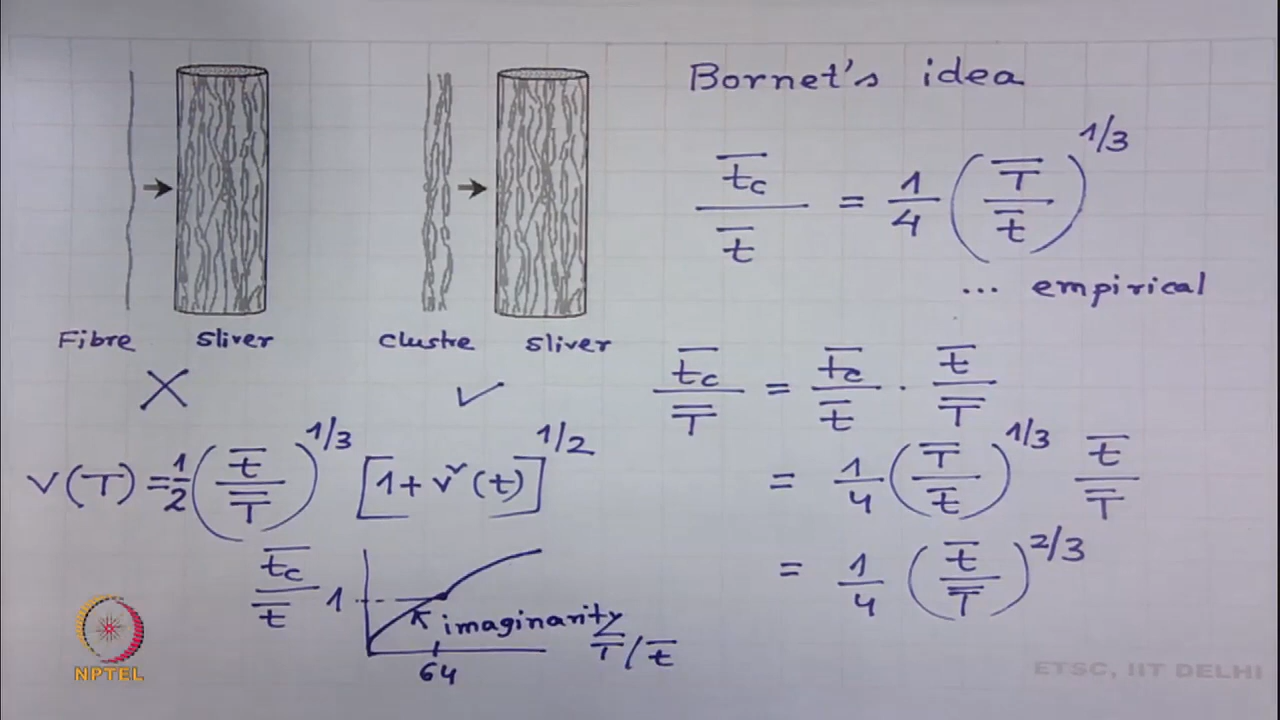 Bornet's idea
t̅c / t̅ = 1/4 (T̅ / t̅)^1/3
... empirical
Fibre Sliver
clustre sliver
t̅c / T̅ = t̅c / t̅ · t̅ / T̅
= 1/4 (T̅ / t̅)^1/3 t̅ / T̅
= 1/4 (t̅ / T̅)^2/3
v(T) = 1/2 (t̅ / T̅)^1/3 [1 + v²(t)]^1/2
t̅c / t̅ 1
imaginarity
64
T̅ / t̅
NPTEL
ETSC, IIT DELHI